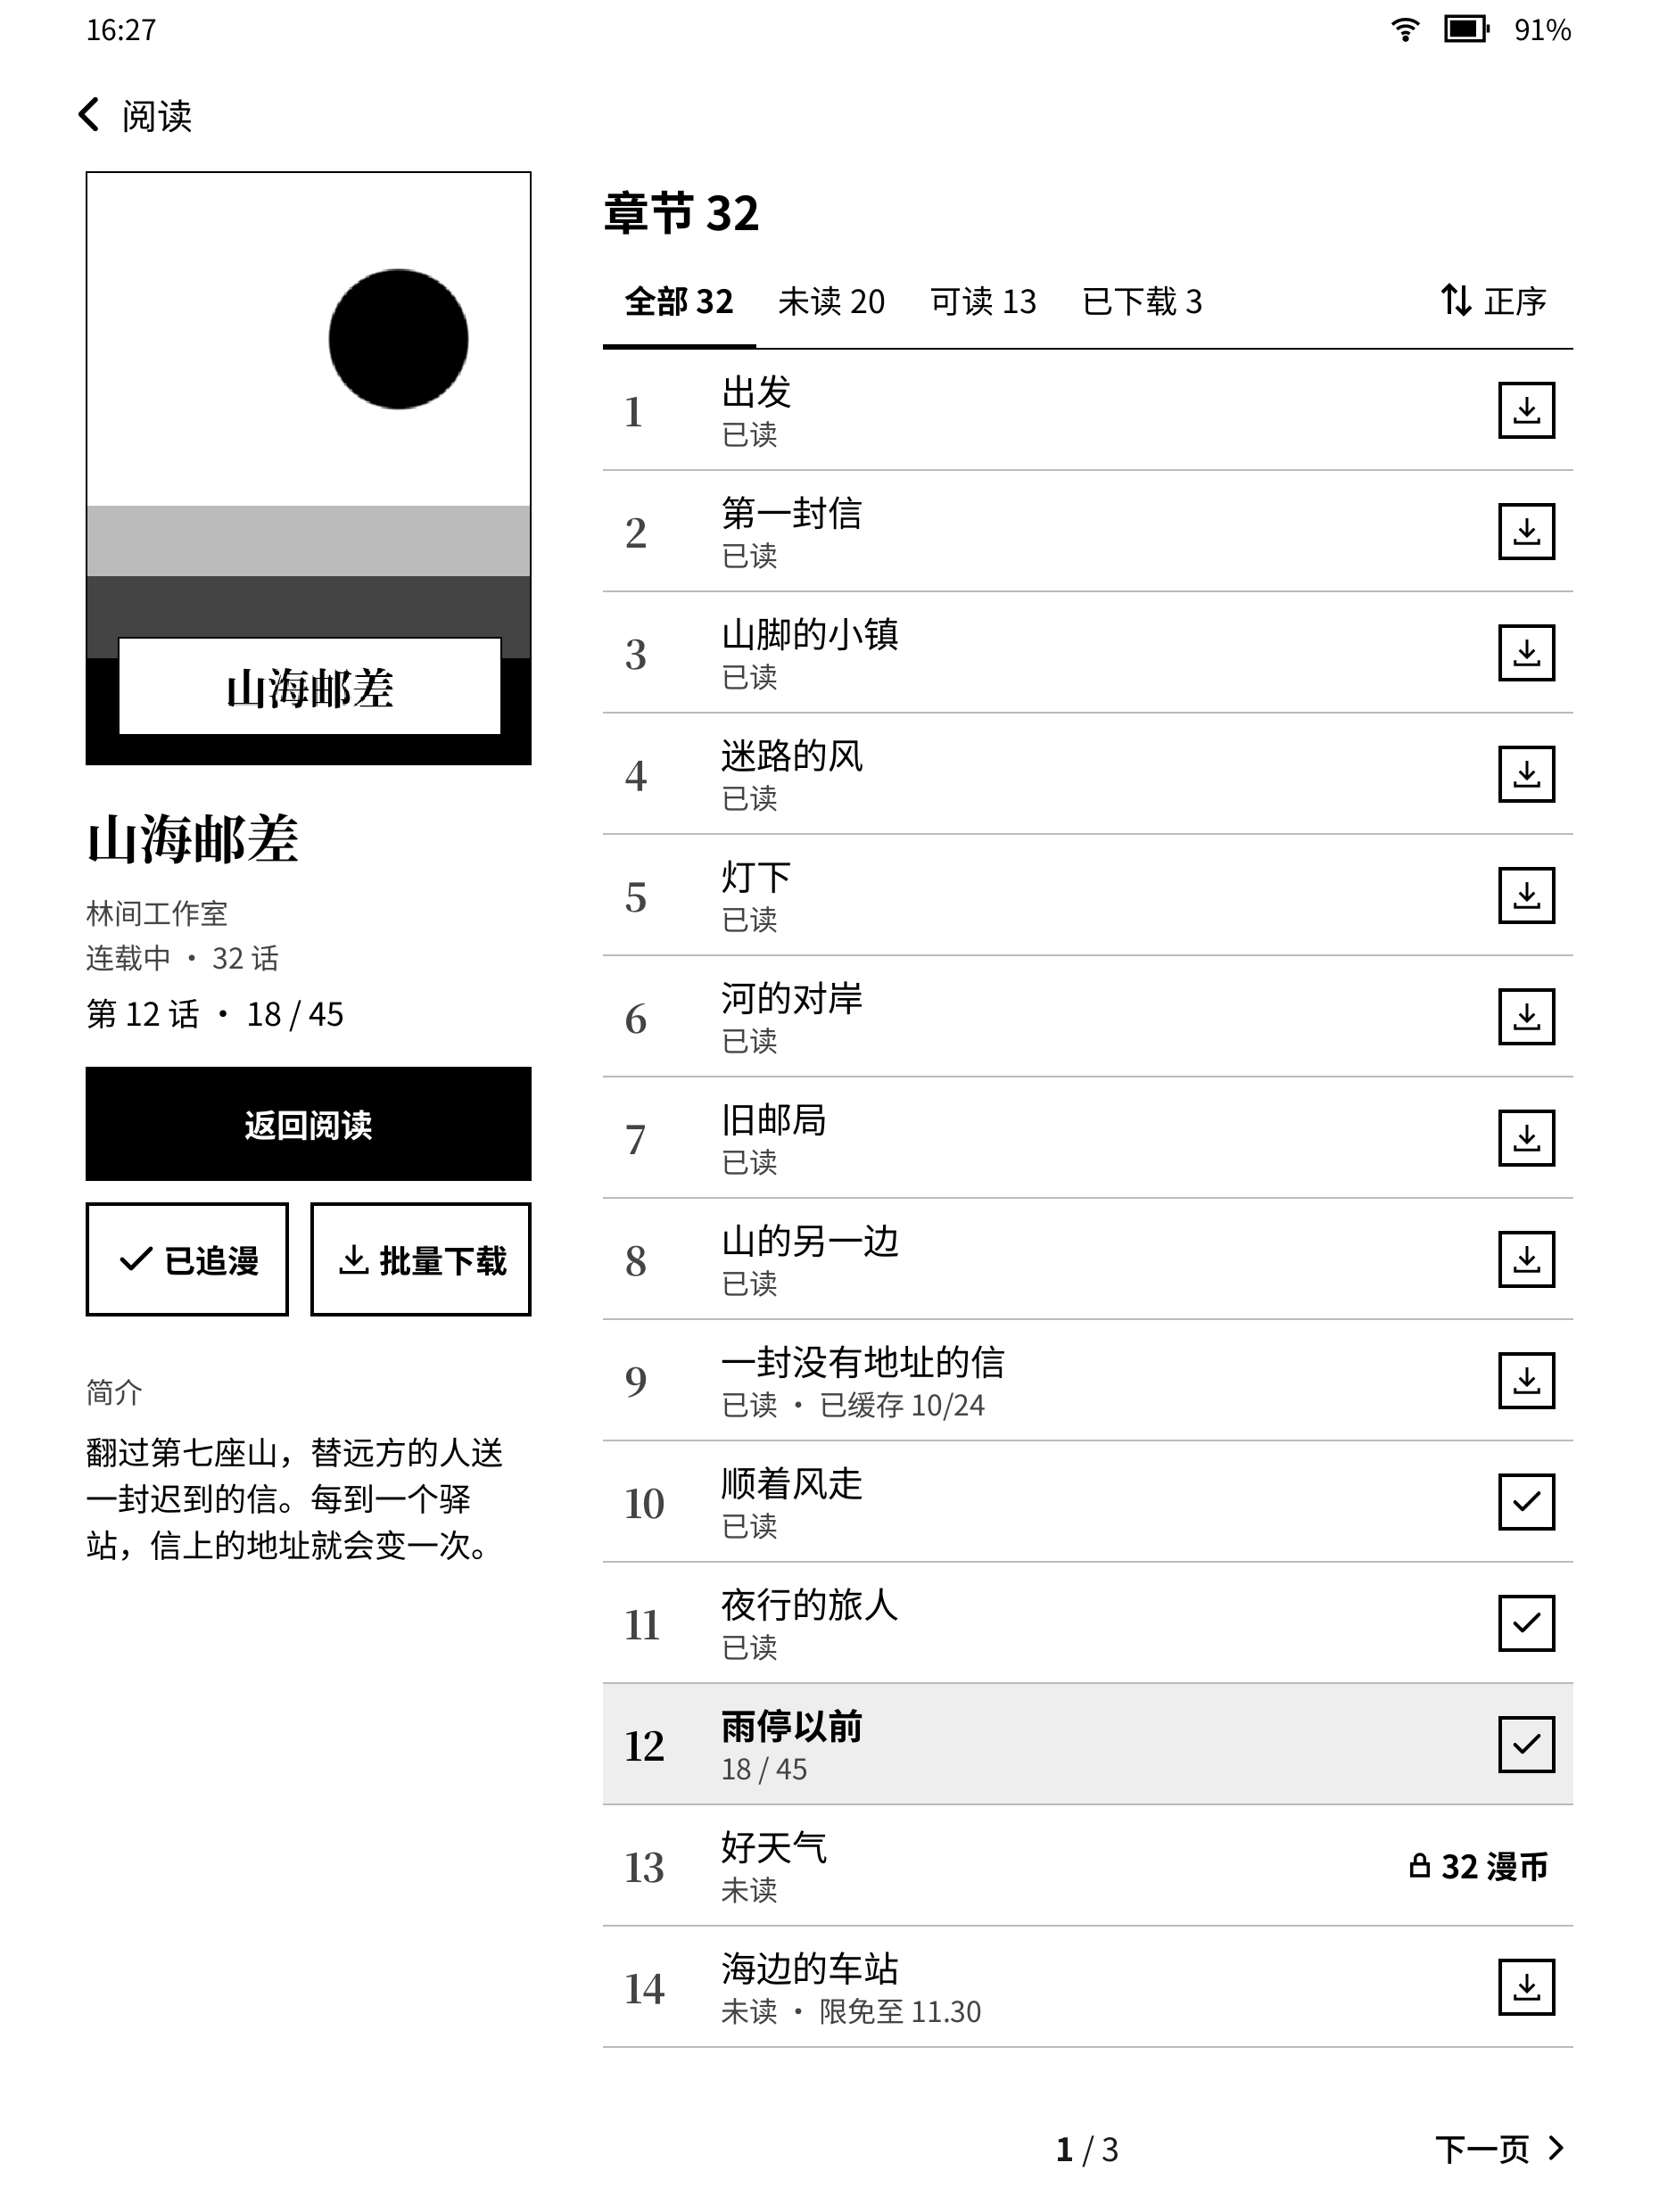 16:27
91%
阅读
山海邮差
山海邮差
林间工作室
连载中 · 32 话
第 12 话 · 18 / 45
返回阅读
已追漫
批量下载
简介
翻过第七座山，替远方的人送
一封迟到的信。每到一个驿
站，信上的地址就会变一次。
章节 32
全部 32
未读 20
可读 13
已下载 3
正序
1
出发
已读
2
第一封信
已读
3
山脚的小镇
已读
4
迷路的风
已读
5
灯下
已读
6
河的对岸
已读
7
旧邮局
已读
8
山的另一边
已读
9
一封没有地址的信
已读 · 已缓存 10/24
10
顺着风走
已读
11
夜行的旅人
已读
12
雨停以前
18 / 45
13
好天气
未读
32 漫币
14
海边的车站
未读 · 限免至 11.30
1 / 3
下一页